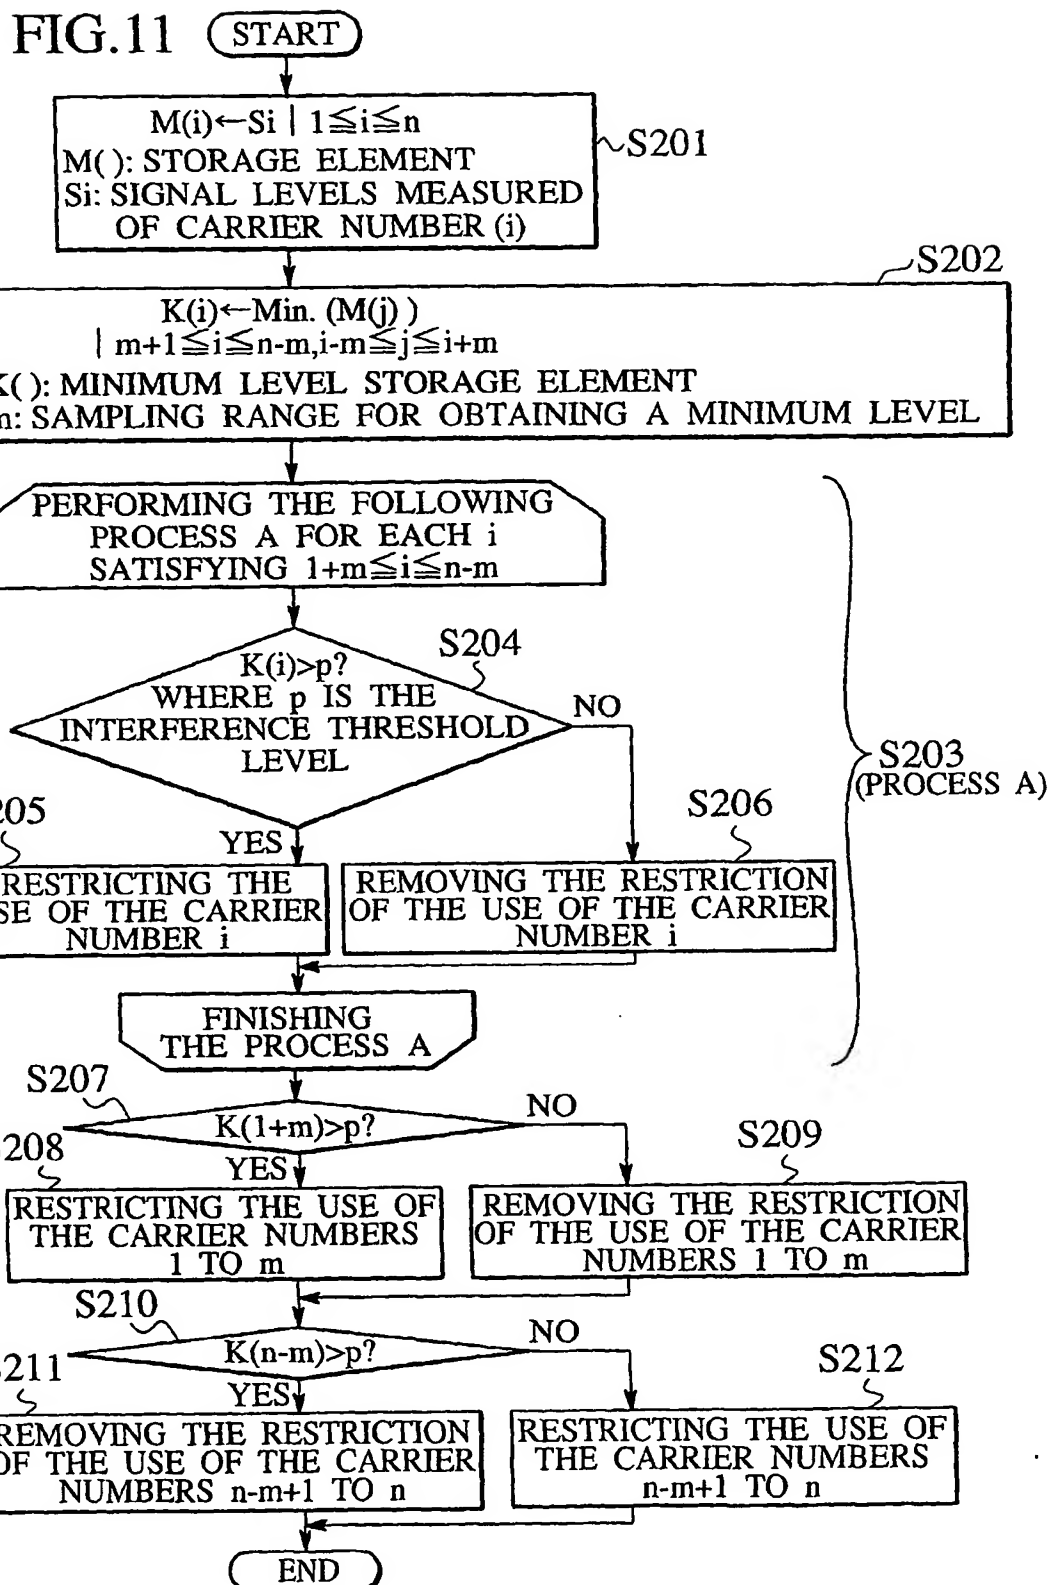 FIG.11
START
M(i)←Si | 1≦i≦n
M( ): STORAGE ELEMENT
Si: SIGNAL LEVELS MEASURED
OF CARRIER NUMBER (i)
S201
S202
K(i)←Min. (M(j) )
| m+1≦i≦n-m,i-m≦j≦i+m
K( ): MINIMUM LEVEL STORAGE ELEMENT
m: SAMPLING RANGE FOR OBTAINING A MINIMUM LEVEL
PERFORMING THE FOLLOWING
PROCESS A FOR EACH i
SATISFYING 1+m≦i≦n-m
S204
K(i)>p?
WHERE p IS THE
INTERFERENCE THRESHOLD
LEVEL
NO
S203
(PROCESS A)
205
YES
S206
RESTRICTING THE
SE OF THE CARRIER
NUMBER i
REMOVING THE RESTRICTION
OF THE USE OF THE CARRIER
NUMBER i
FINISHING
THE PROCESS A
S207
K(1+m)>p?
NO
208
YES
S209
RESTRICTING THE USE OF
THE CARRIER NUMBERS
1 TO m
REMOVING THE RESTRICTION
OF THE USE OF THE CARRIER
NUMBERS 1 TO m
S210
K(n-m)>p?
NO
S211
YES
S212
REMOVING THE RESTRICTION
OF THE USE OF THE CARRIER
NUMBERS n-m+1 TO n
RESTRICTING THE USE OF
THE CARRIER NUMBERS
n-m+1 TO n
END